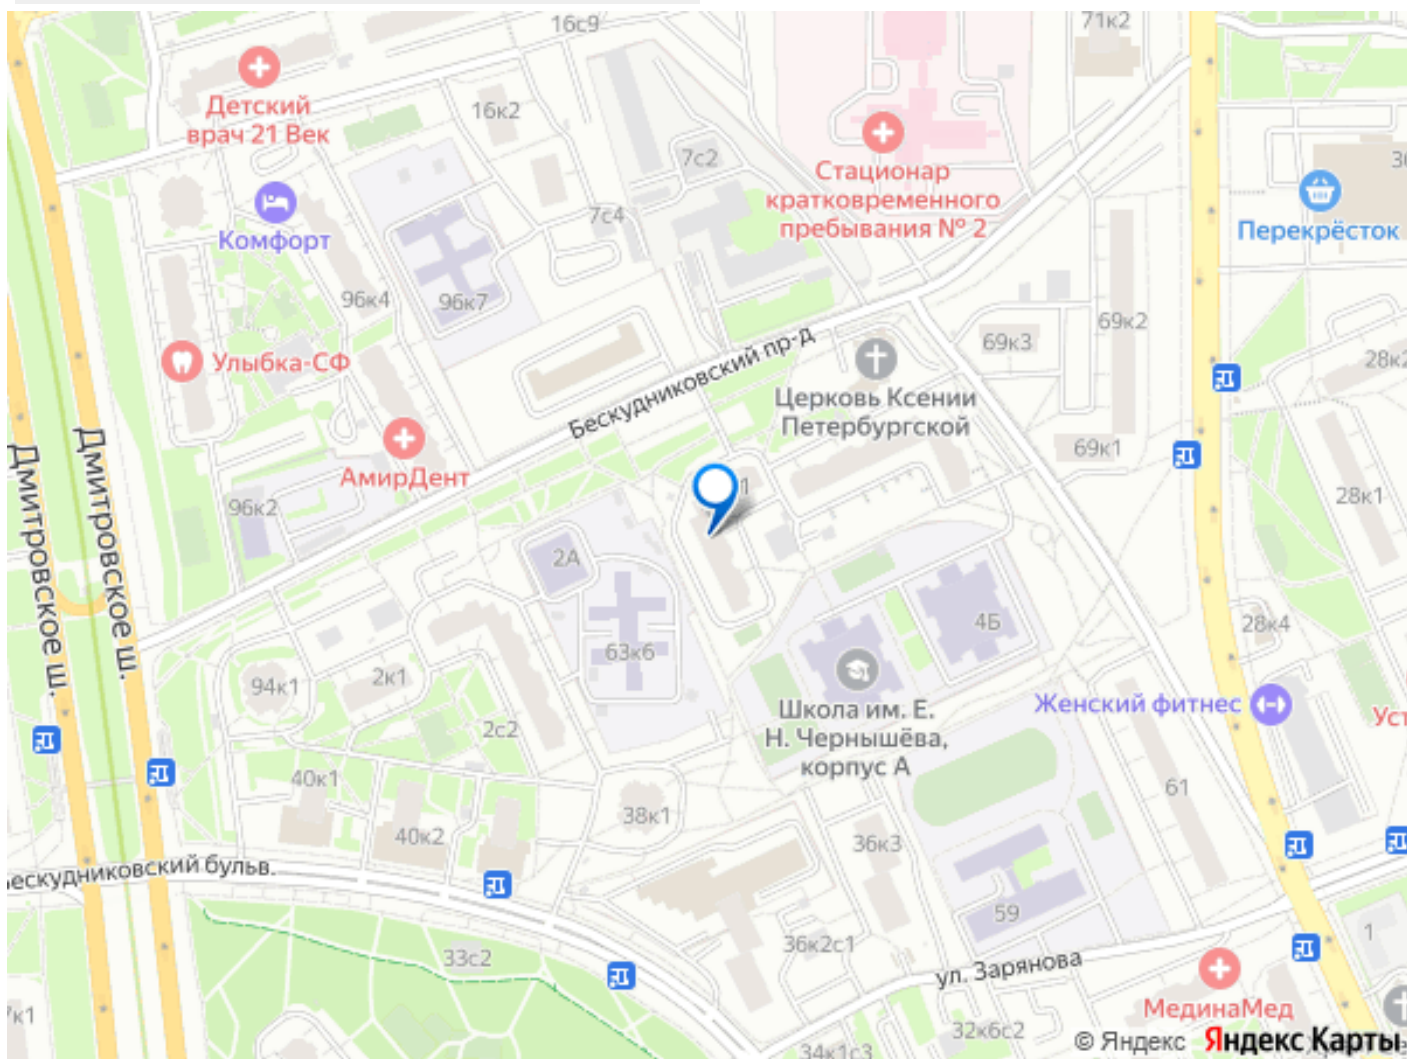 16с9
71к2
Детский
врач 21 Век
16к2
7с2
Стационар
кратковременного
пребывания № 2
Перекрёсток
7с4
Комфорт
96к4
96к7
69к2
69к3
Улыбка-СФ
28к2
Бескудниковский пр-д
Церковь Ксении
Петербургской
69к1
АмирДент
96к2
28к1
Дмитровское ш.
Дмитровское ш.
2А
4Б
28к4
63к6
94к1
2к1
2с2
Школа им. Е.
Н. Чернышёва,
корпус А
Женский фитнес
Уст
40к1
61
38к1
40к2
36к3
ескудниковский бульв.
59
36к2с1
33с2
ул. Зарянова
1
МединаМед
7к1
32к6с2
34к1с3
© Яндекс Яндекс Карты